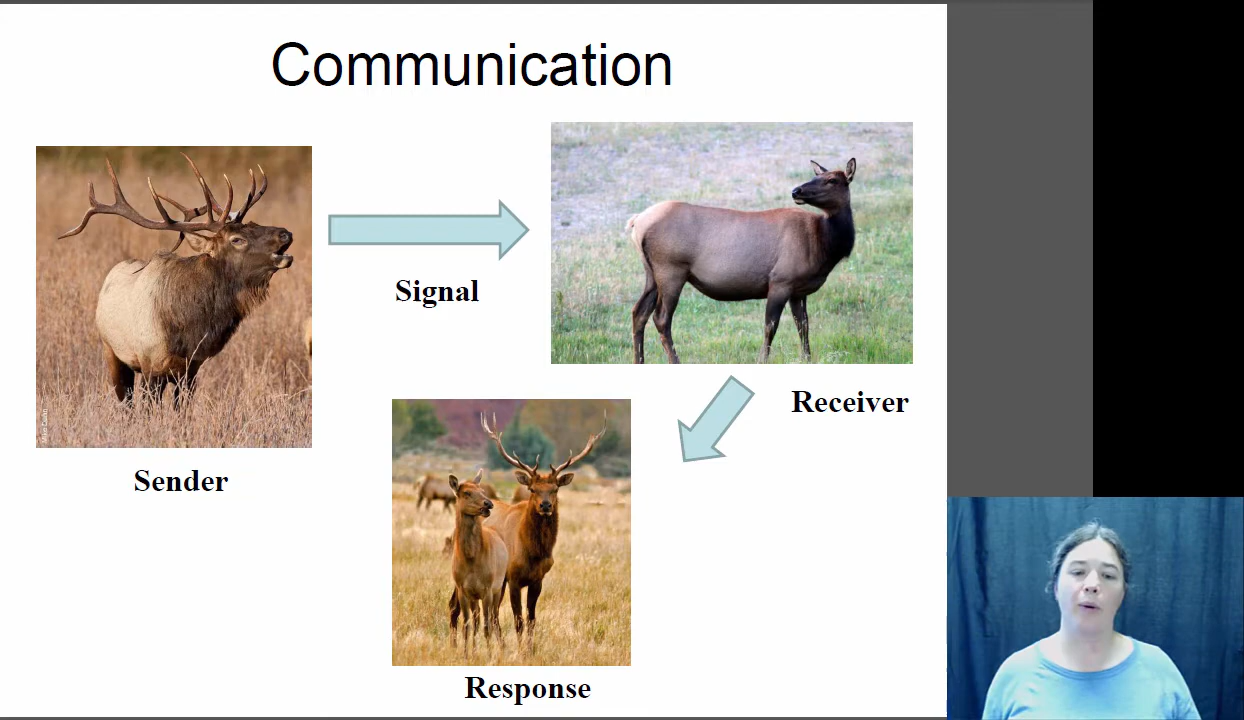 Communication
Signal
Receiver
Sender
Response